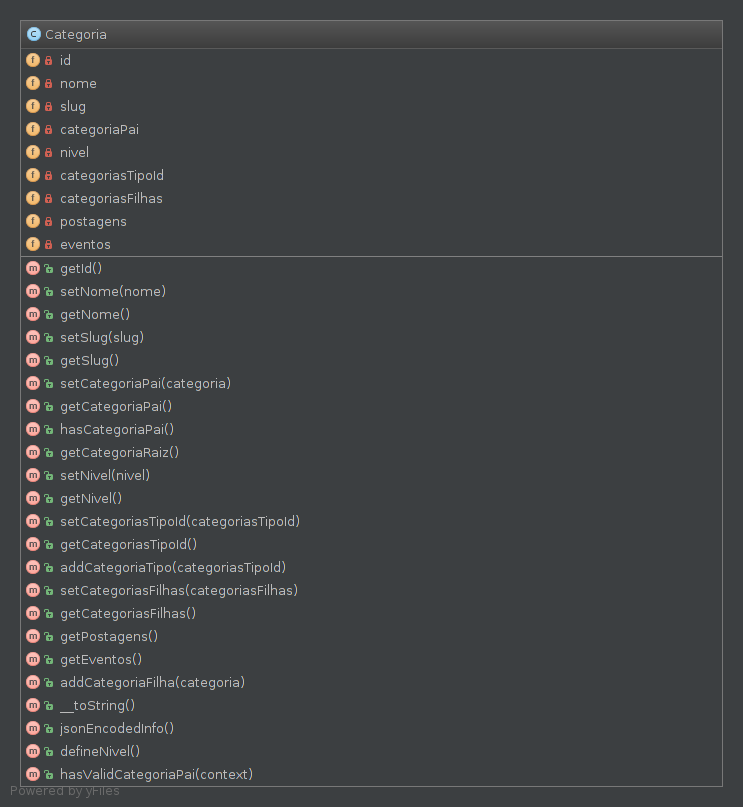 C Categoria
f id
f nome
f slug
f categoriaPai
f nivel
f categoriasTipoId
f categoriasFilhas
f postagens
f eventos
m getId()
m setNome(nome)
m getNome()
m setSlug(slug)
m getSlug()
m setCategoriaPai(categoria)
m getCategoriaPai()
m hasCategoriaPai()
m getCategoriaRaiz()
m setNivel(nivel)
m getNivel()
m setCategoriasTipoId(categoriasTipoId)
m getCategoriasTipoId()
m addCategoriaTipo(categoriasTipoId)
m setCategoriasFilhas(categoriasFilhas)
m getCategoriasFilhas()
m getPostagens()
m getEventos()
m addCategoriaFilha(categoria)
m __toString()
m jsonEncodedInfo()
m defineNivel()
m hasValidCategoriaPai(context)
Powered by yFiles